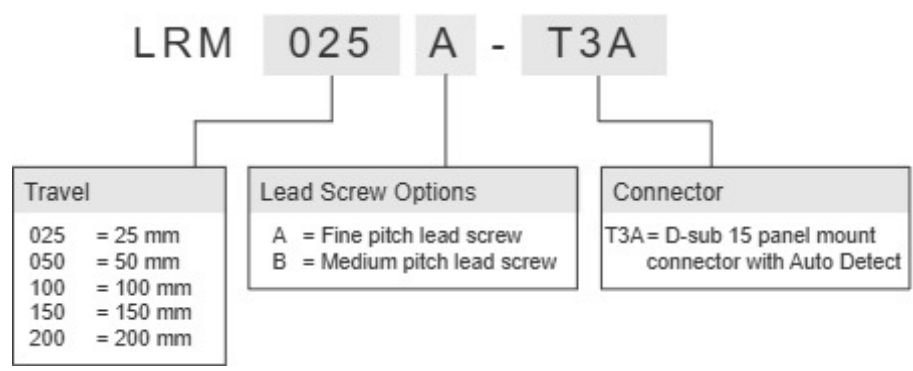 LRM 025 A - T3A
Travel
025 = 25 mm
050 = 50 mm
100 = 100 mm
150 = 150 mm
200 = 200 mm
Lead Screw Options
A = Fine pitch lead screw
B = Medium pitch lead screw
Connector
T3A= D-sub 15 panel mount
connector with Auto Detect